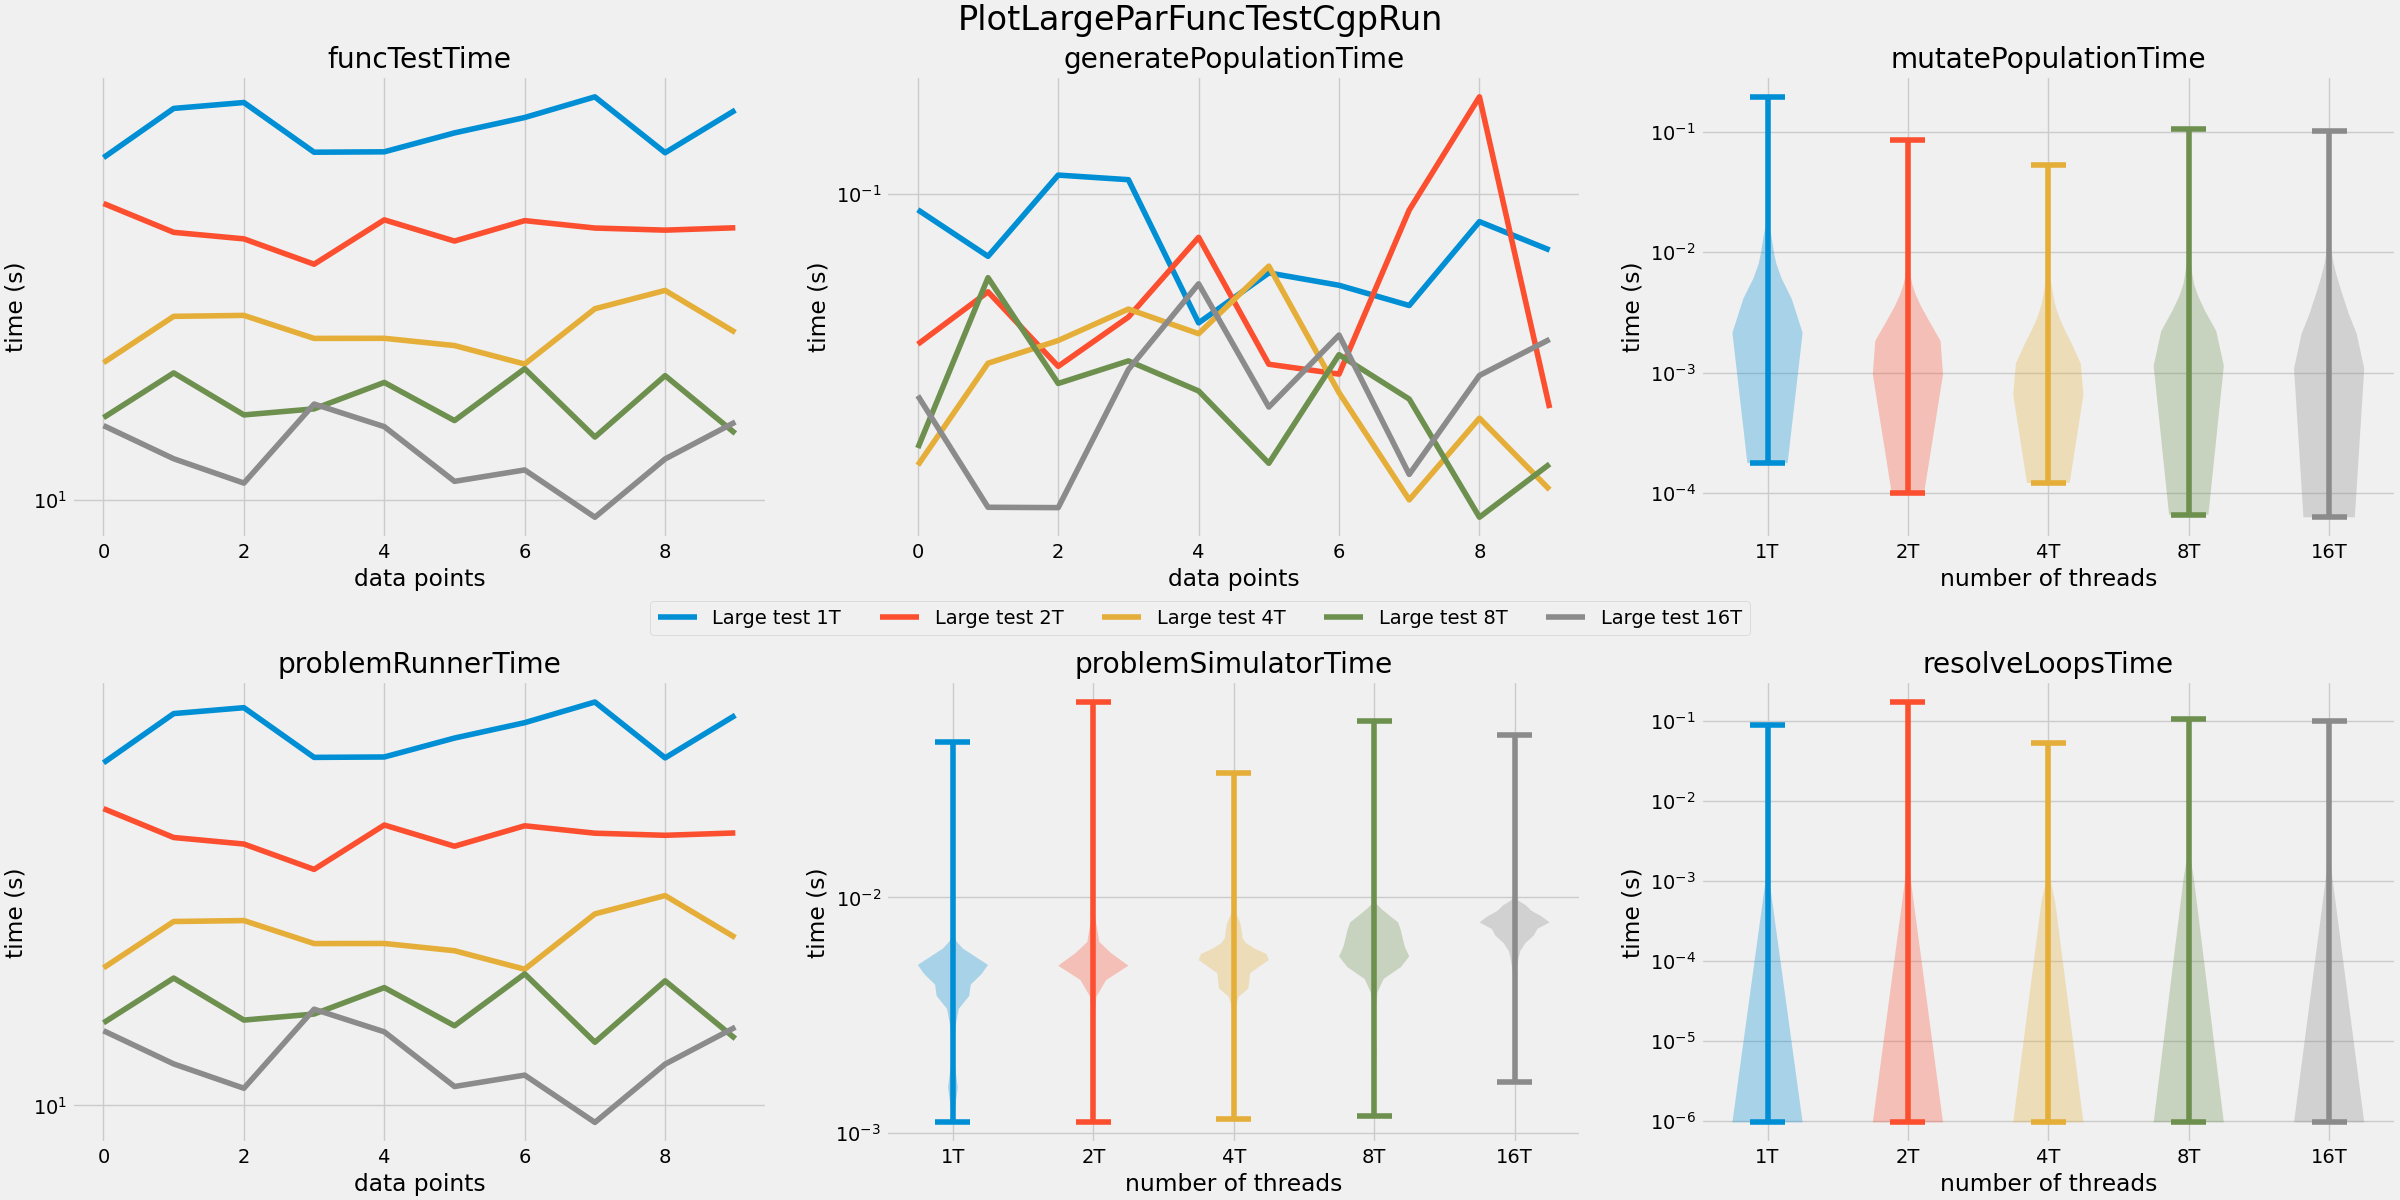 PlotLargeParFuncTestCgpRun
funcTestTime
time (s)
10¹
0 2 4 6 8
data points
generatePopulationTime
time (s)
10⁻¹
0 2 4 6 8
data points
mutatePopulationTime
time (s)
10⁻¹
10⁻²
10⁻³
10⁻⁴
1T 2T 4T 8T 16T
number of threads
Large test 1T Large test 2T Large test 4T Large test 8T Large test 16T
problemRunnerTime
time (s)
10¹
0 2 4 6 8
data points
problemSimulatorTime
time (s)
10⁻²
10⁻³
1T 2T 4T 8T 16T
number of threads
resolveLoopsTime
time (s)
10⁻¹
10⁻²
10⁻³
10⁻⁴
10⁻⁵
10⁻⁶
1T 2T 4T 8T 16T
number of threads